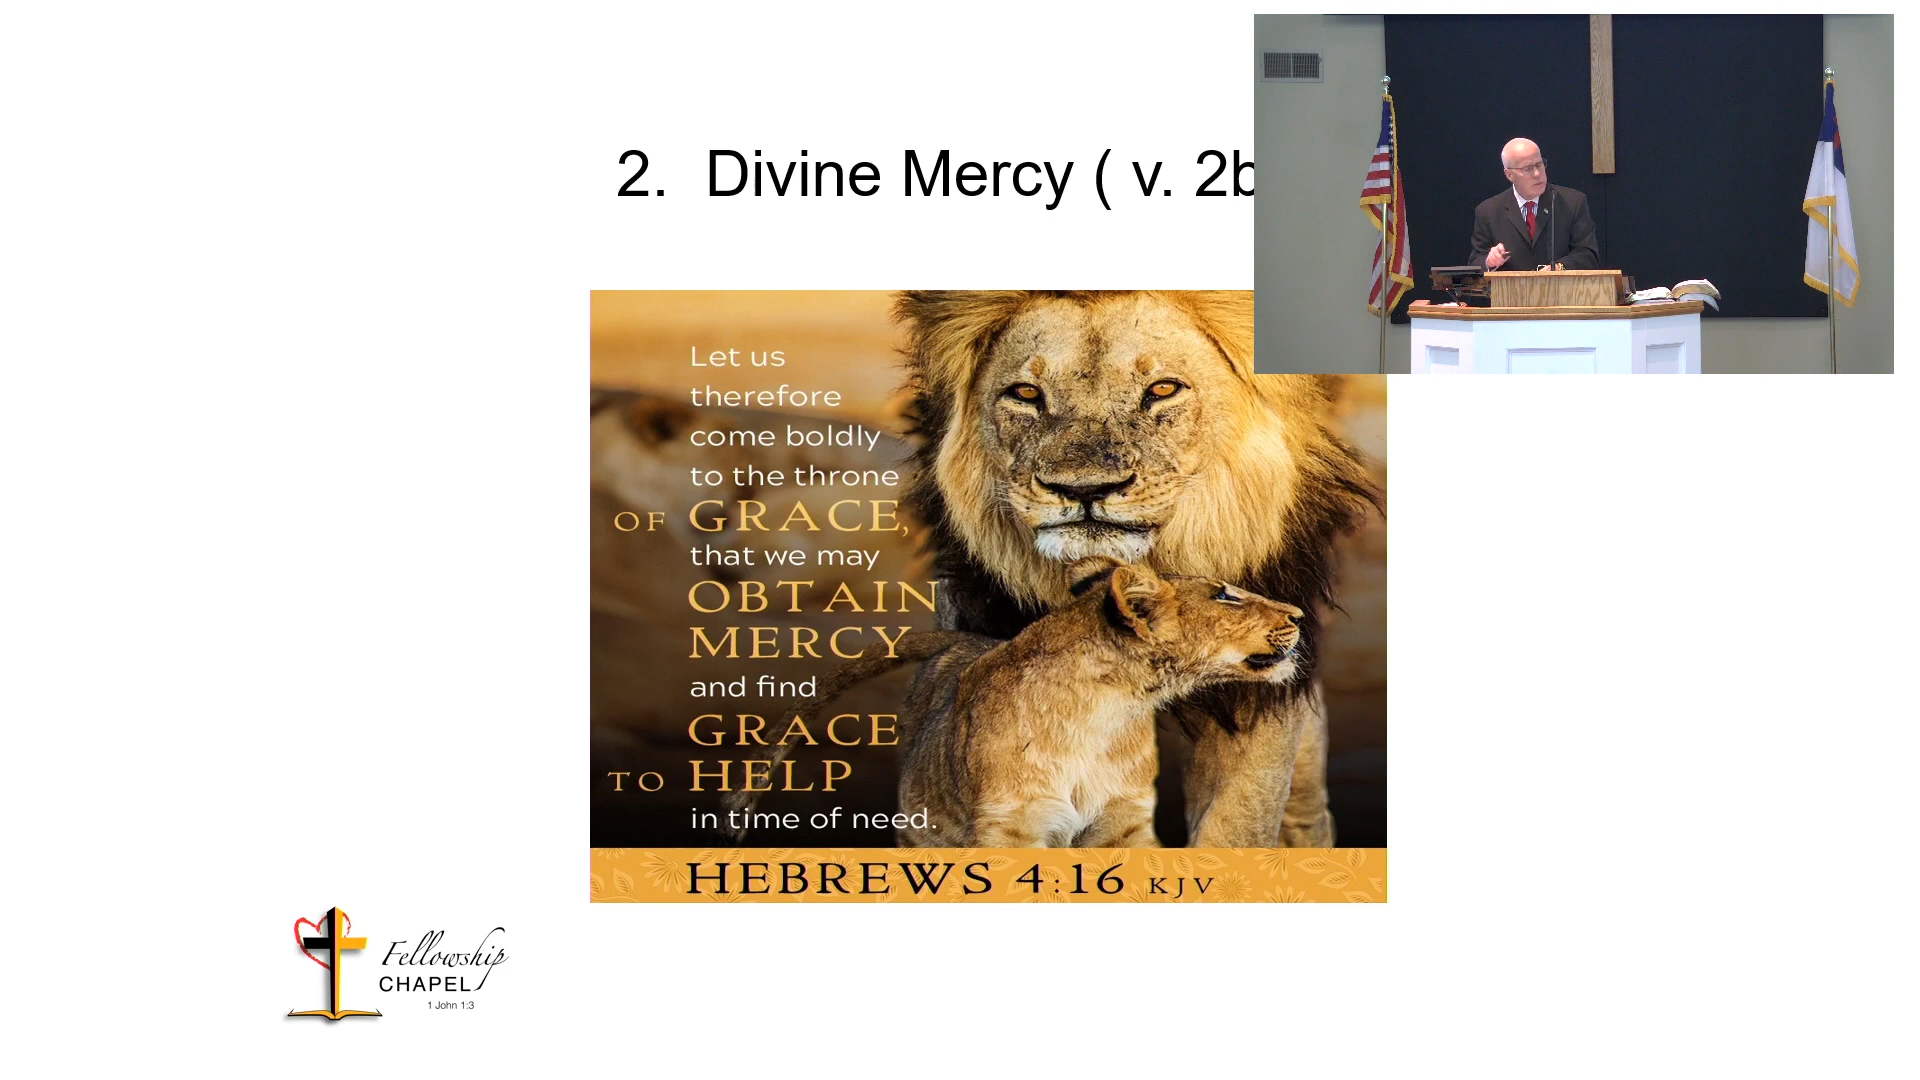 2. Divine Mercy ( v. 2b
Let us
therefore
come boldly
to the throne
OF GRACE,
that we may
OBTAIN
MERCY
and find
GRACE
TO HELP
in time of need.
HEBREWS 4:16 KJV
Fellowship
CHAPEL
1 John 1:3